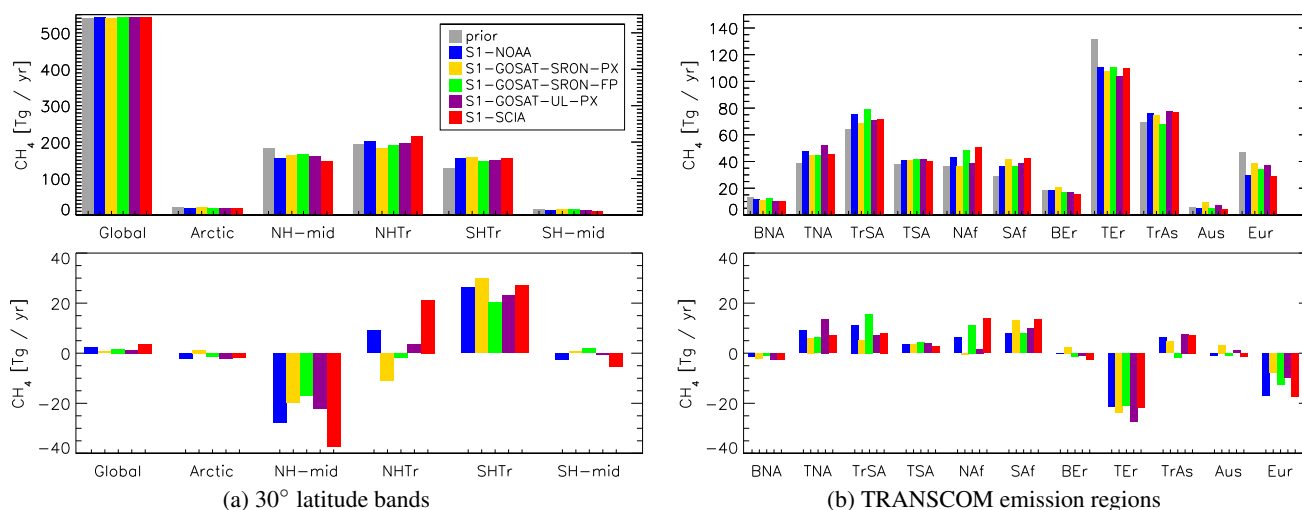 CH₄ [Tg / yr]
500
400
300
200
100
0
prior
S1-NOAA
S1-GOSAT-SRON-PX
S1-GOSAT-SRON-FP
S1-GOSAT-UL-PX
S1-SCIA
Global Arctic NH-mid NHTr SHTr SH-mid
CH₄ [Tg / yr]
40
20
0
-20
-40
Global Arctic NH-mid NHTr SHTr SH-mid
(a) 30° latitude bands
CH₄ [Tg / yr]
140
120
100
80
60
40
20
0
BNA TNA TrSA TSA NAf SAf BEr TEr TrAs Aus Eur
CH₄ [Tg / yr]
40
20
0
-20
-40
BNA TNA TrSA TSA NAf SAf BEr TEr TrAs Aus Eur
(b) TRANSCOM emission regions